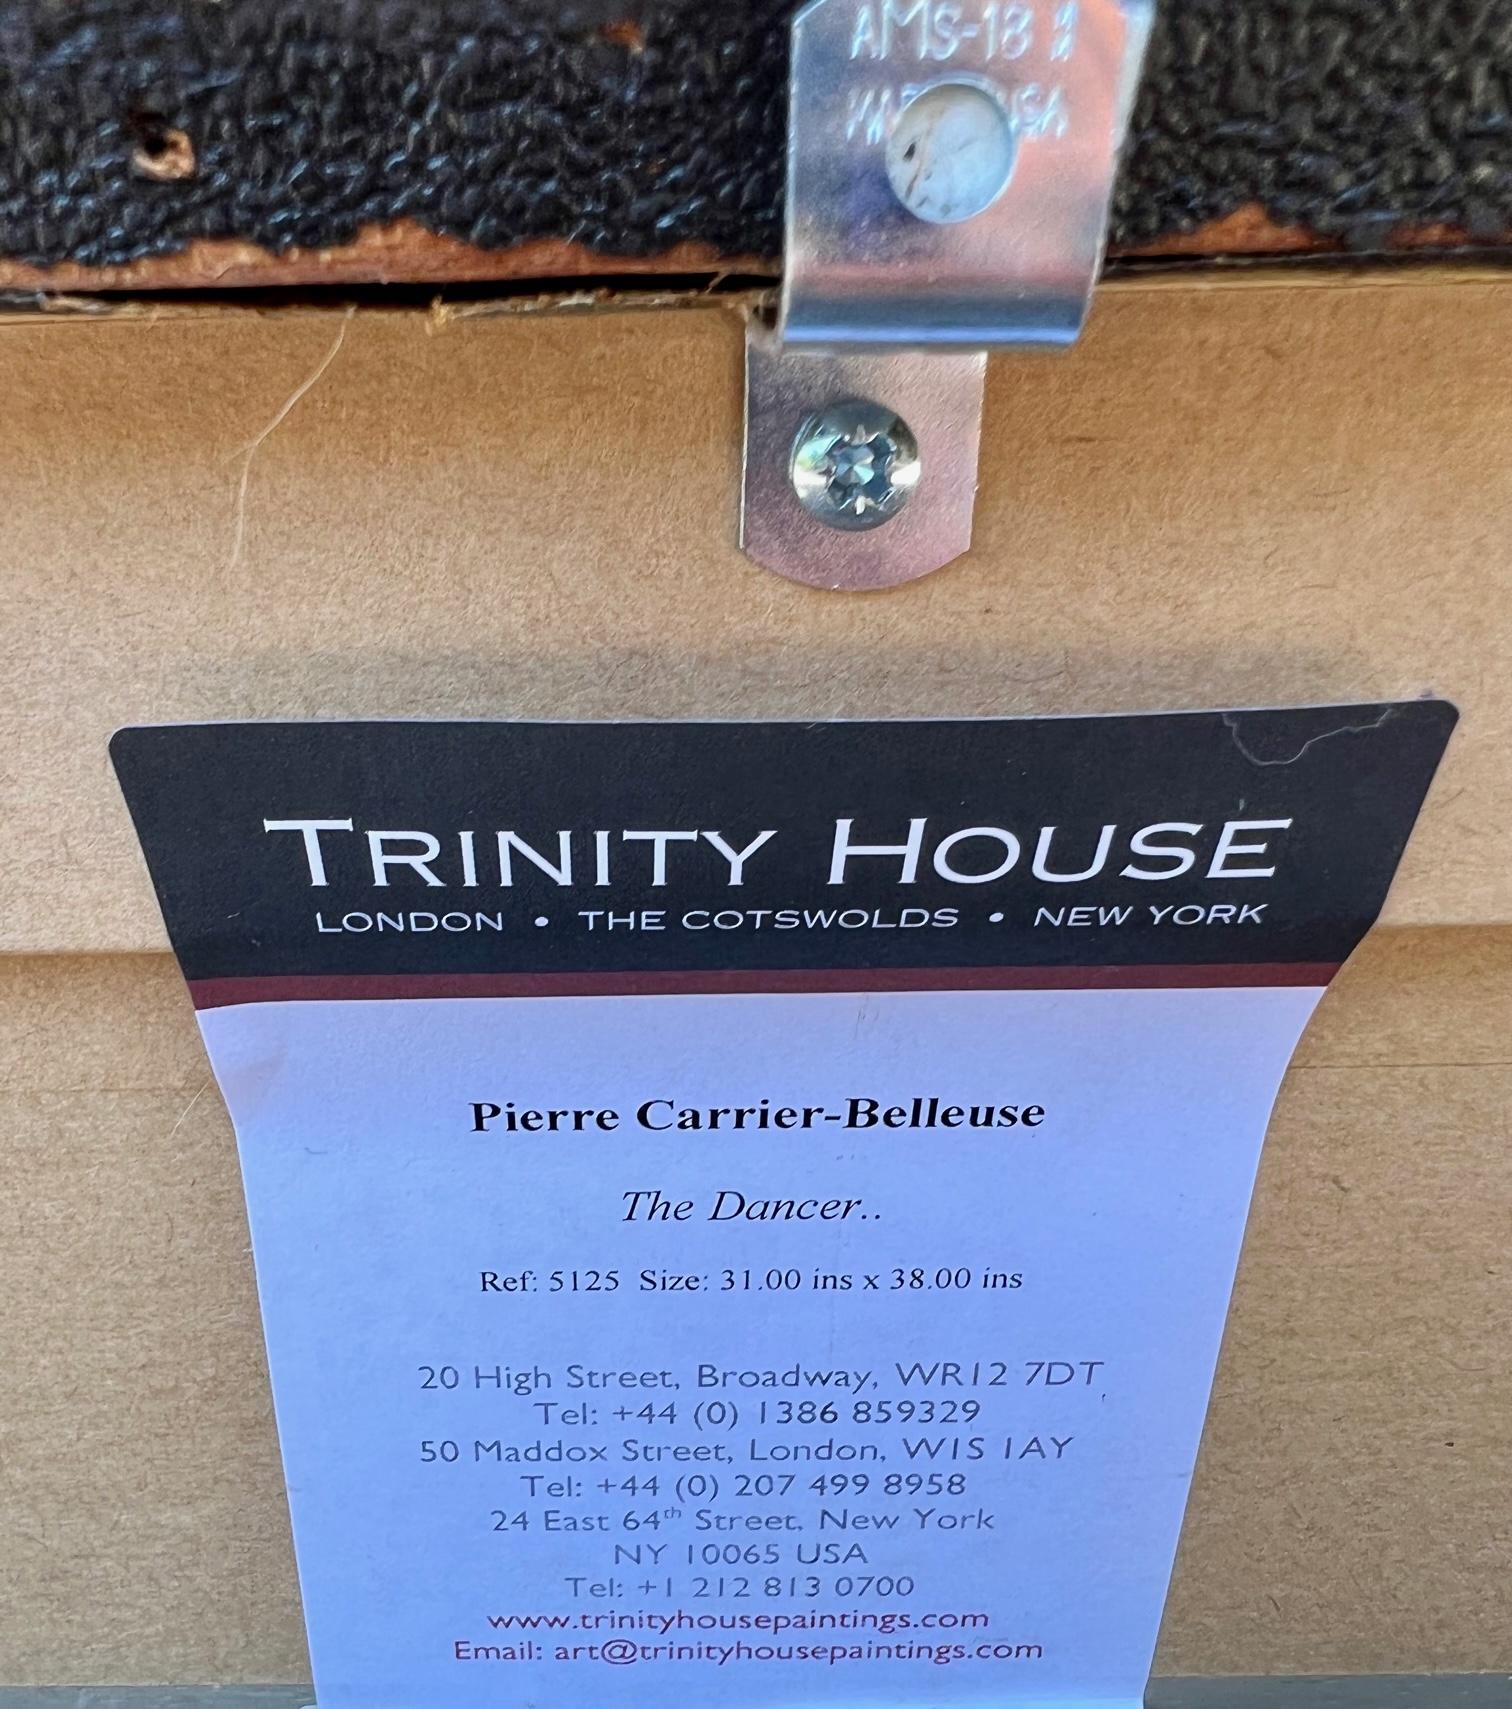 AMS-18
TRINITY HOUSE
LONDON • THE COTSWOLDS • NEW YORK
Pierre Carrier-Belleuse
The Dancer..
Ref: 5125 Size: 31.00 ins x 38.00 ins
20 High Street, Broadway, WR12 7DT
Tel: +44 (0) 1386 859329
50 Maddox Street, London, W1S 1AY
Tel: +44 (0) 207 499 8958
24 East 64th Street, New York
NY 10065 USA
Tel: +1 212 813 0700
www.trinityhousepaintings.com
Email: art@trinityhousepaintings.com